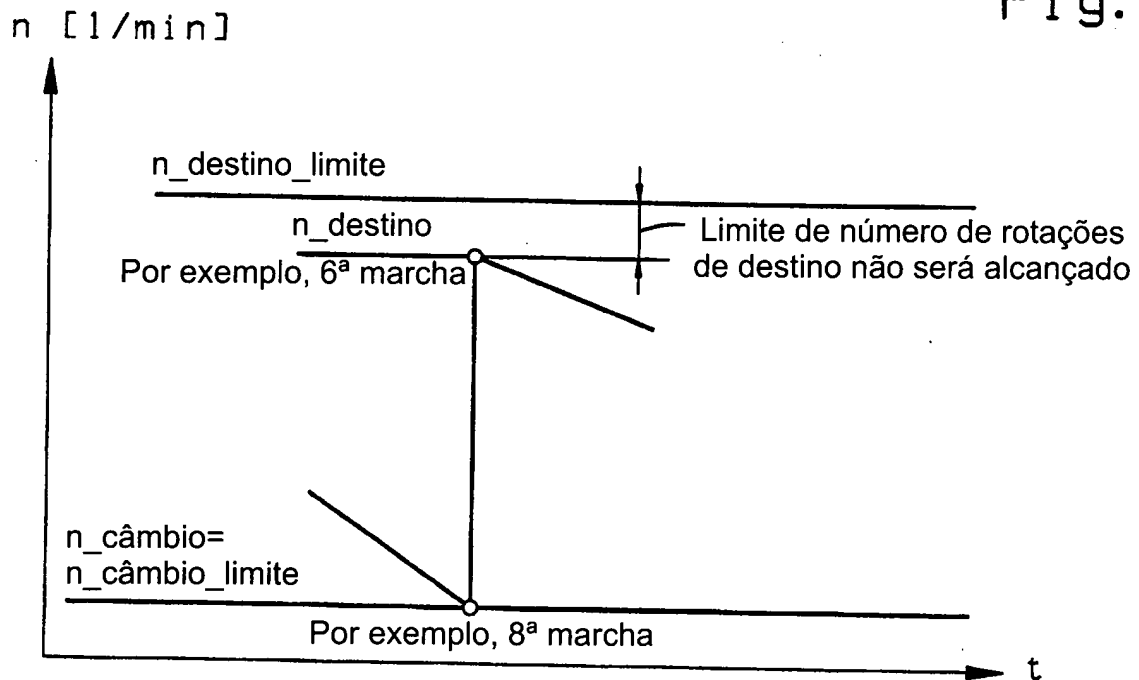 Fig.
n [1/min]
n_destino_limite
n_destino
Por exemplo, 6ª marcha
Limite de número de rotações
de destino não será alcançado
n_câmbio=
n_câmbio_limite
Por exemplo, 8ª marcha
t